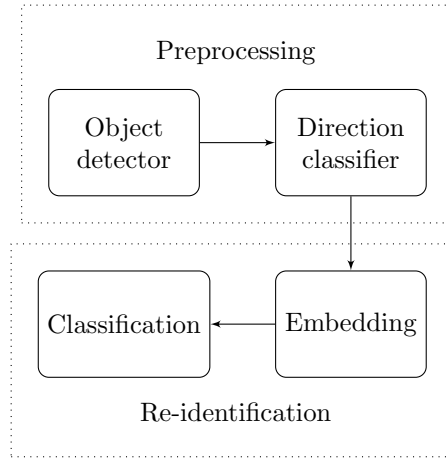 Preprocessing
Object
detector
Direction
classifier
Classification
Embedding
Re-identification